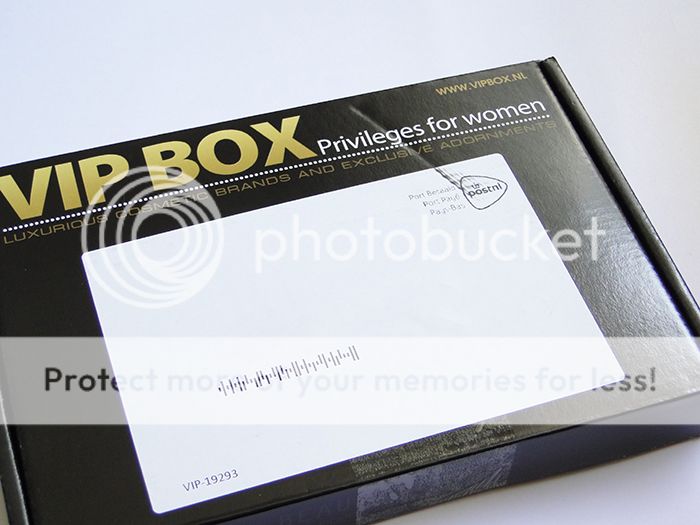 WWW.VIPBOX.NL
VIP BOX Privileges for women
LUXURIOUS COSMETIC BRANDS AND EXCLUSIVE ADORNMENTS
Port Betaald
Port Payé
Pays-Bas
postnl
photobucket
Protect more of your memories for less!
VIP-19293